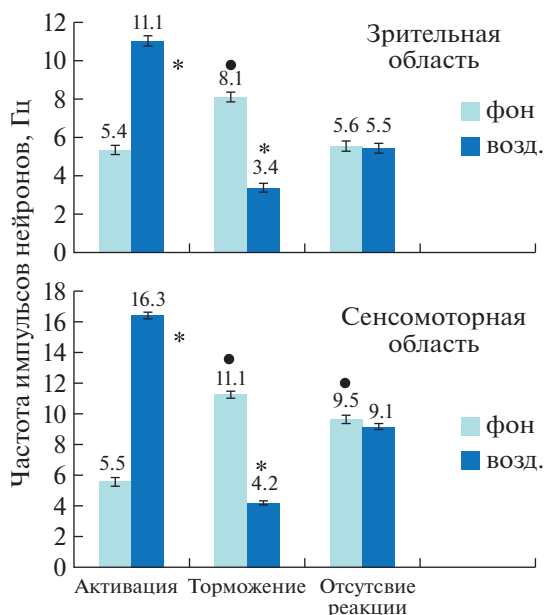 Частота импульсов нейронов, Гц
12
10
8
6
4
2
0
Зрительная
область
фон
возд.
5.4
11.1
*
●
8.1
*
3.4
5.6
5.5
18
16
14
12
10
8
6
4
2
0
Сенсомоторная
область
фон
возд.
5.5
16.3
*
●
11.1
*
4.2
●
9.5
9.1
Активация
Торможение
Отсутсвие
реакции